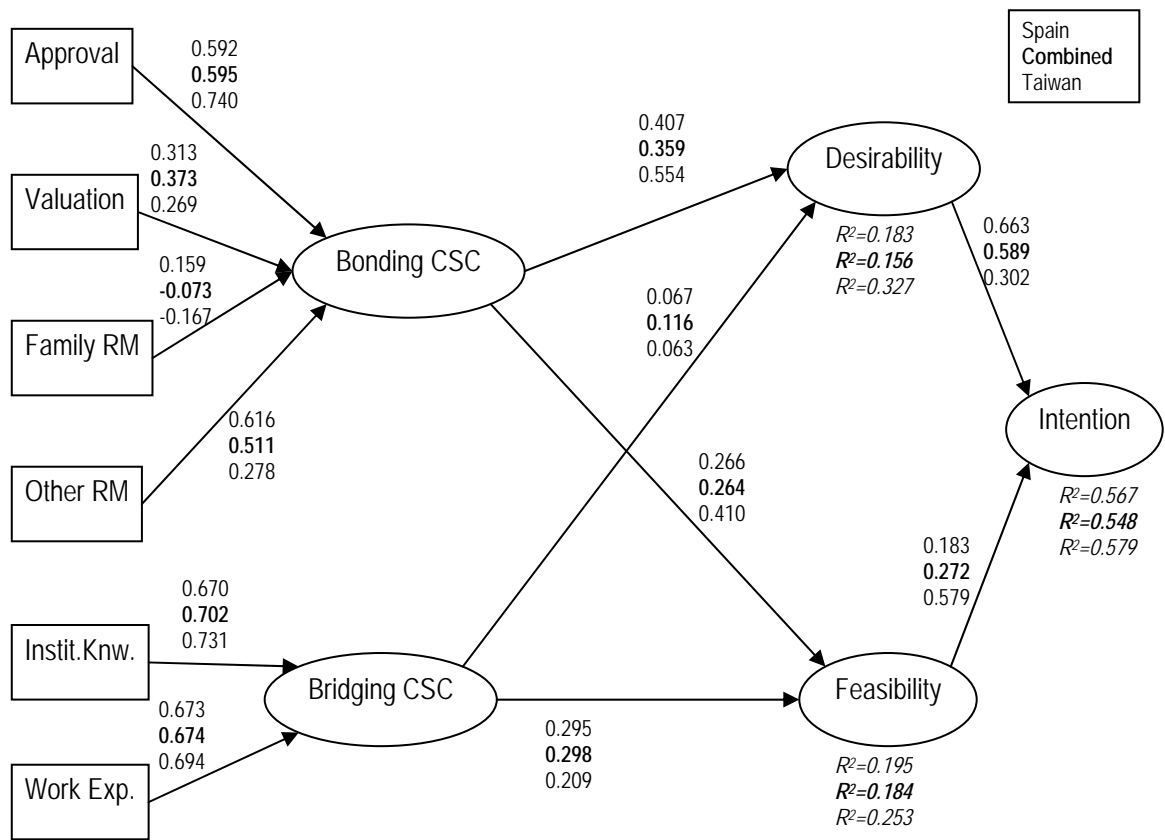 Approval
0.592
0.595
0.740
Spain
Combined
Taiwan
Valuation
0.313
0.373
0.269
0.407
0.359
0.554
Desirability
R²=0.183
R²=0.156
R²=0.327
0.663
0.589
0.302
Bonding CSC
0.159
-0.073
-0.167
Family RM
0.067
0.116
0.063
Other RM
0.616
0.511
0.278
0.266
0.264
0.410
Intention
R²=0.567
R²=0.548
R²=0.579
0.183
0.272
0.579
Instit.Knw.
0.670
0.702
0.731
Bridging CSC
Feasibility
R²=0.195
R²=0.184
R²=0.253
0.673
0.674
0.694
0.295
0.298
0.209
Work Exp.